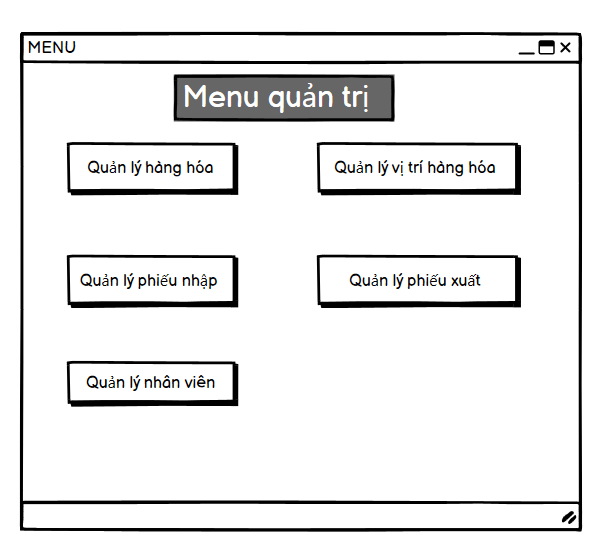 MENU
Menu quản trị
Quản lý hàng hóa
Quản lý vị trí hàng hóa
Quản lý phiếu nhập
Quản lý phiếu xuất
Quản lý nhân viên